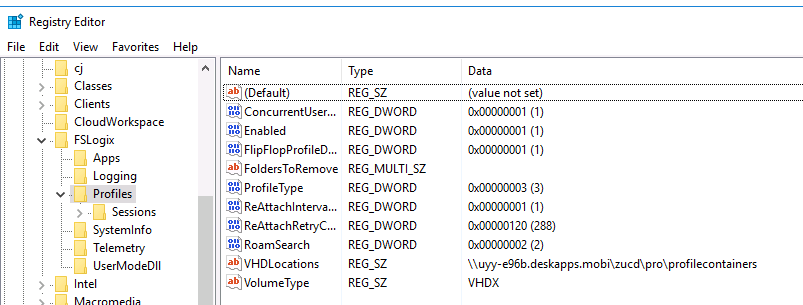 Registry Editor
File Edit View Favorites Help
cj
Classes
Clients
CloudWorkspace
FSLogix
Apps
Logging
Profiles
Sessions
SystemInfo
Telemetry
UserModeDll
Intel
Macromedia
Name Type Data
(Default) REG_SZ (value not set)
ConcurrentUser... REG_DWORD 0x00000001 (1)
Enabled REG_DWORD 0x00000001 (1)
FlipFlopProfileD... REG_DWORD 0x00000001 (1)
FoldersToRemove REG_MULTI_SZ
ProfileType REG_DWORD 0x00000003 (3)
ReAttachInterva... REG_DWORD 0x00000001 (1)
ReAttachRetryC... REG_DWORD 0x00000120 (288)
RoamSearch REG_DWORD 0x00000002 (2)
VHDLocations REG_SZ \\uyy-e96b.deskapps.mobi\zucd\pro\profilecontainers
VolumeType REG_SZ VHDX